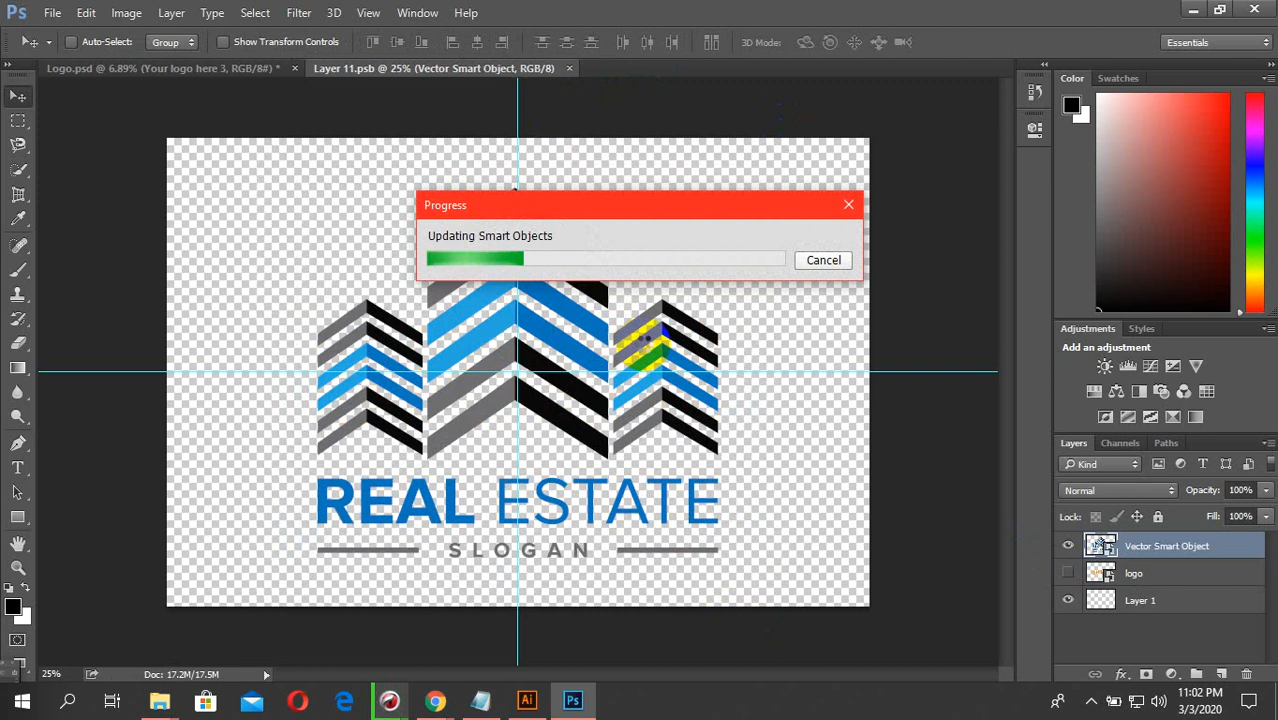 Ps File Edit Image Layer Type Select Filter 3D View Window Help
Auto-Select: Group Show Transform Controls 3D Mode: Essentials
Logo.psd @ 6.89% (Your logo here 3, RGB/8#) * Layer 11.psb @ 25% (Vector Smart Object, RGB/8)
Color Swatches
Progress
Updating Smart Objects
Cancel
Adjustments Styles
Add an adjustment
Layers Channels Paths
Kind
Normal Opacity: 100%
Lock: Fill: 100%
Vector Smart Object
logo
Layer 1
REAL ESTATE
SLOGAN
25% Doc: 17.2M/17.5M
Ai Ps
11:02 PM
3/3/2020